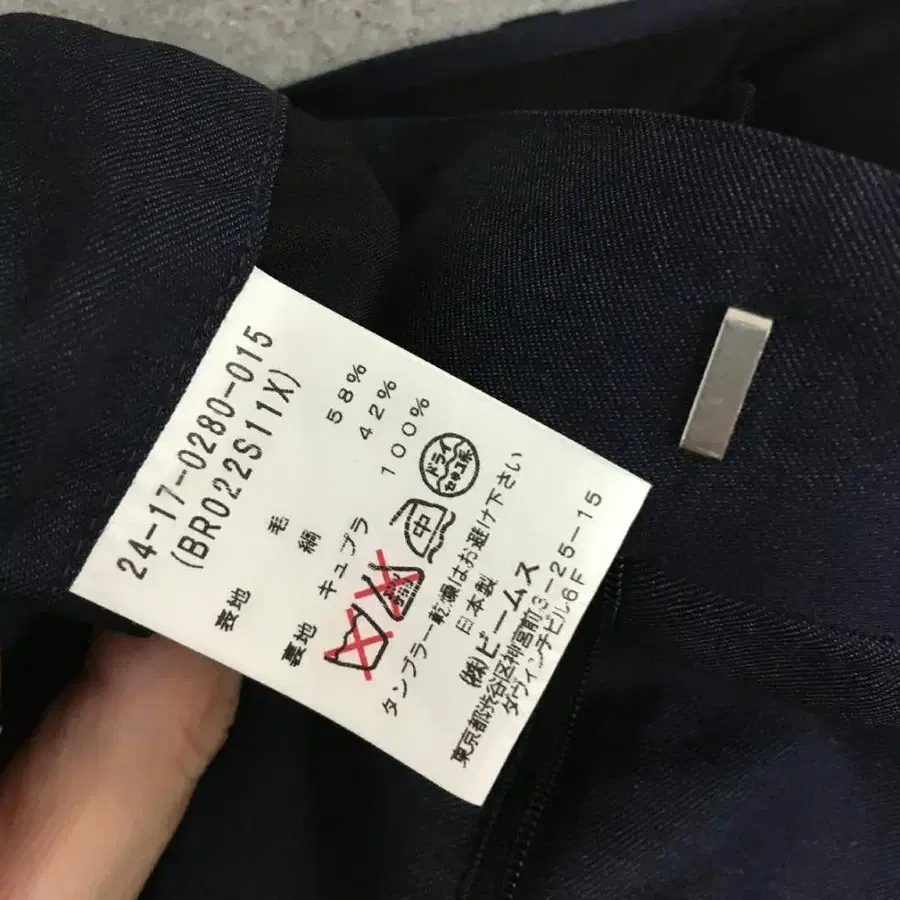 24-17-0280-015
(BR022S11X)
表地 毛 58%
綿 42%
裏地 キュプラ 100%
中 ドライ セキユ系
タンブラー乾燥はお避け下さい
日本製
(株)ビームス
東京都渋谷区神宮前3-25-15
ダヴィンチビル6F